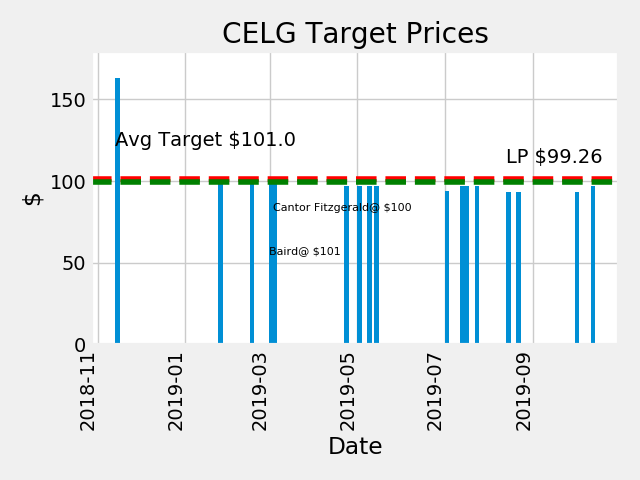 CELG Target Prices
150
Avg Target $101.0
LP $99.26
100
Cantor Fitzgerald@ $100
Baird@ $101
50
0
$
2018-11
2019-01
2019-03
2019-05
2019-07
2019-09
Date